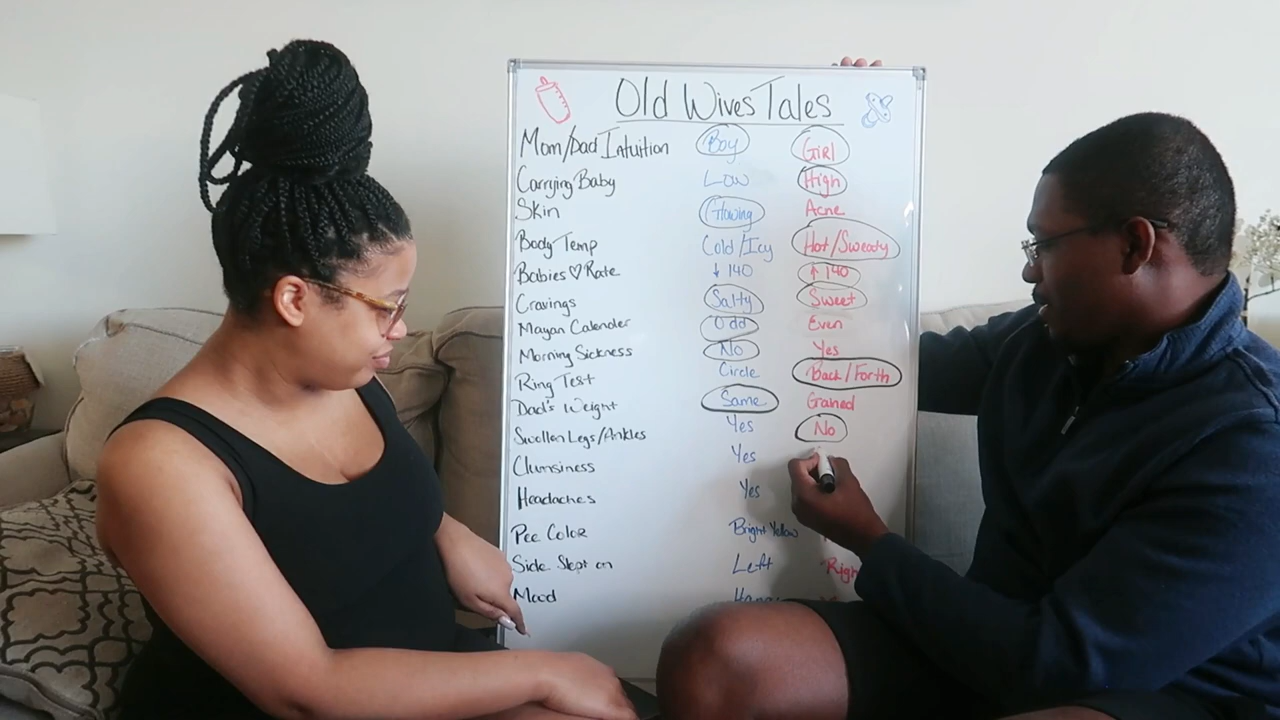 Old Wives Tales
Mom/Dad Intuition Boy Girl
Carrying Baby Low High
Skin Glowing Acne
Body Temp Cold/Icy Hot/Sweaty
Babies ♡ Rate ↓ 140 ↑ 140
Cravings Salty Sweet
Mayan Calender Odd Even
Morning Sickness No Yes
Ring Test Circle Back/Forth
Dad's Weight Same Gained
Swollen Legs/Ankles Yes No
Clumsiness Yes
Headaches Yes
Pee Color Bright Yellow
Side Slept on Left Righ
Mood